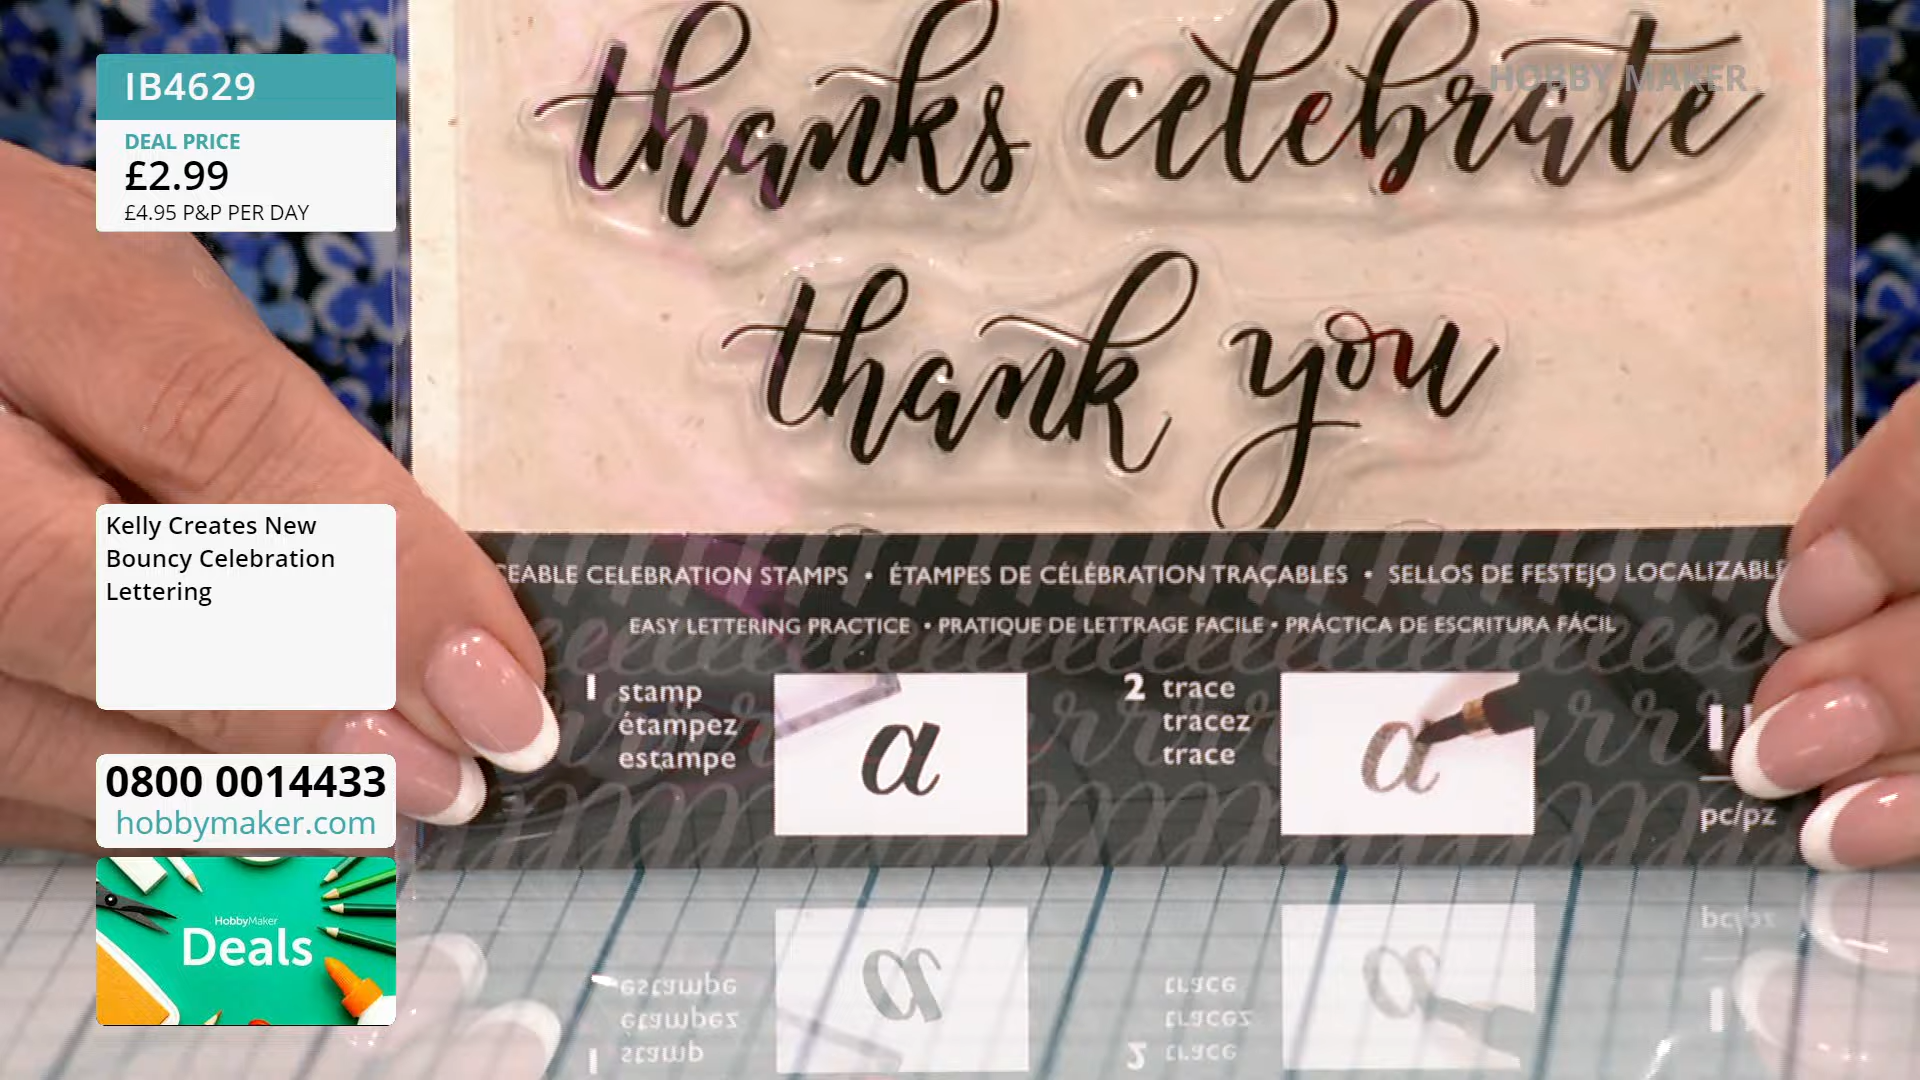 IB4629
DEAL PRICE
£2.99
£4.95 P&P PER DAY
HOBBY MAKER
thanks celebrate
thank you
Kelly Creates New
Bouncy Celebration
Lettering
CELEBRATION STAMPS • ÉTAMPES DE CÉLÉBRATION TRAÇABLES • SELLOS DE FESTEJO
EASY LETTERING PRACTICE • PRATIQUE DE LETTRAGE FACILE • PRÁCTICA DE ESCRITURA FÁCIL
1 stamp
étampez
estampe
a
2 trace
tracez
trace
a
pc/pz
0800 0014433
hobbymaker.com
HobbyMaker
Deals